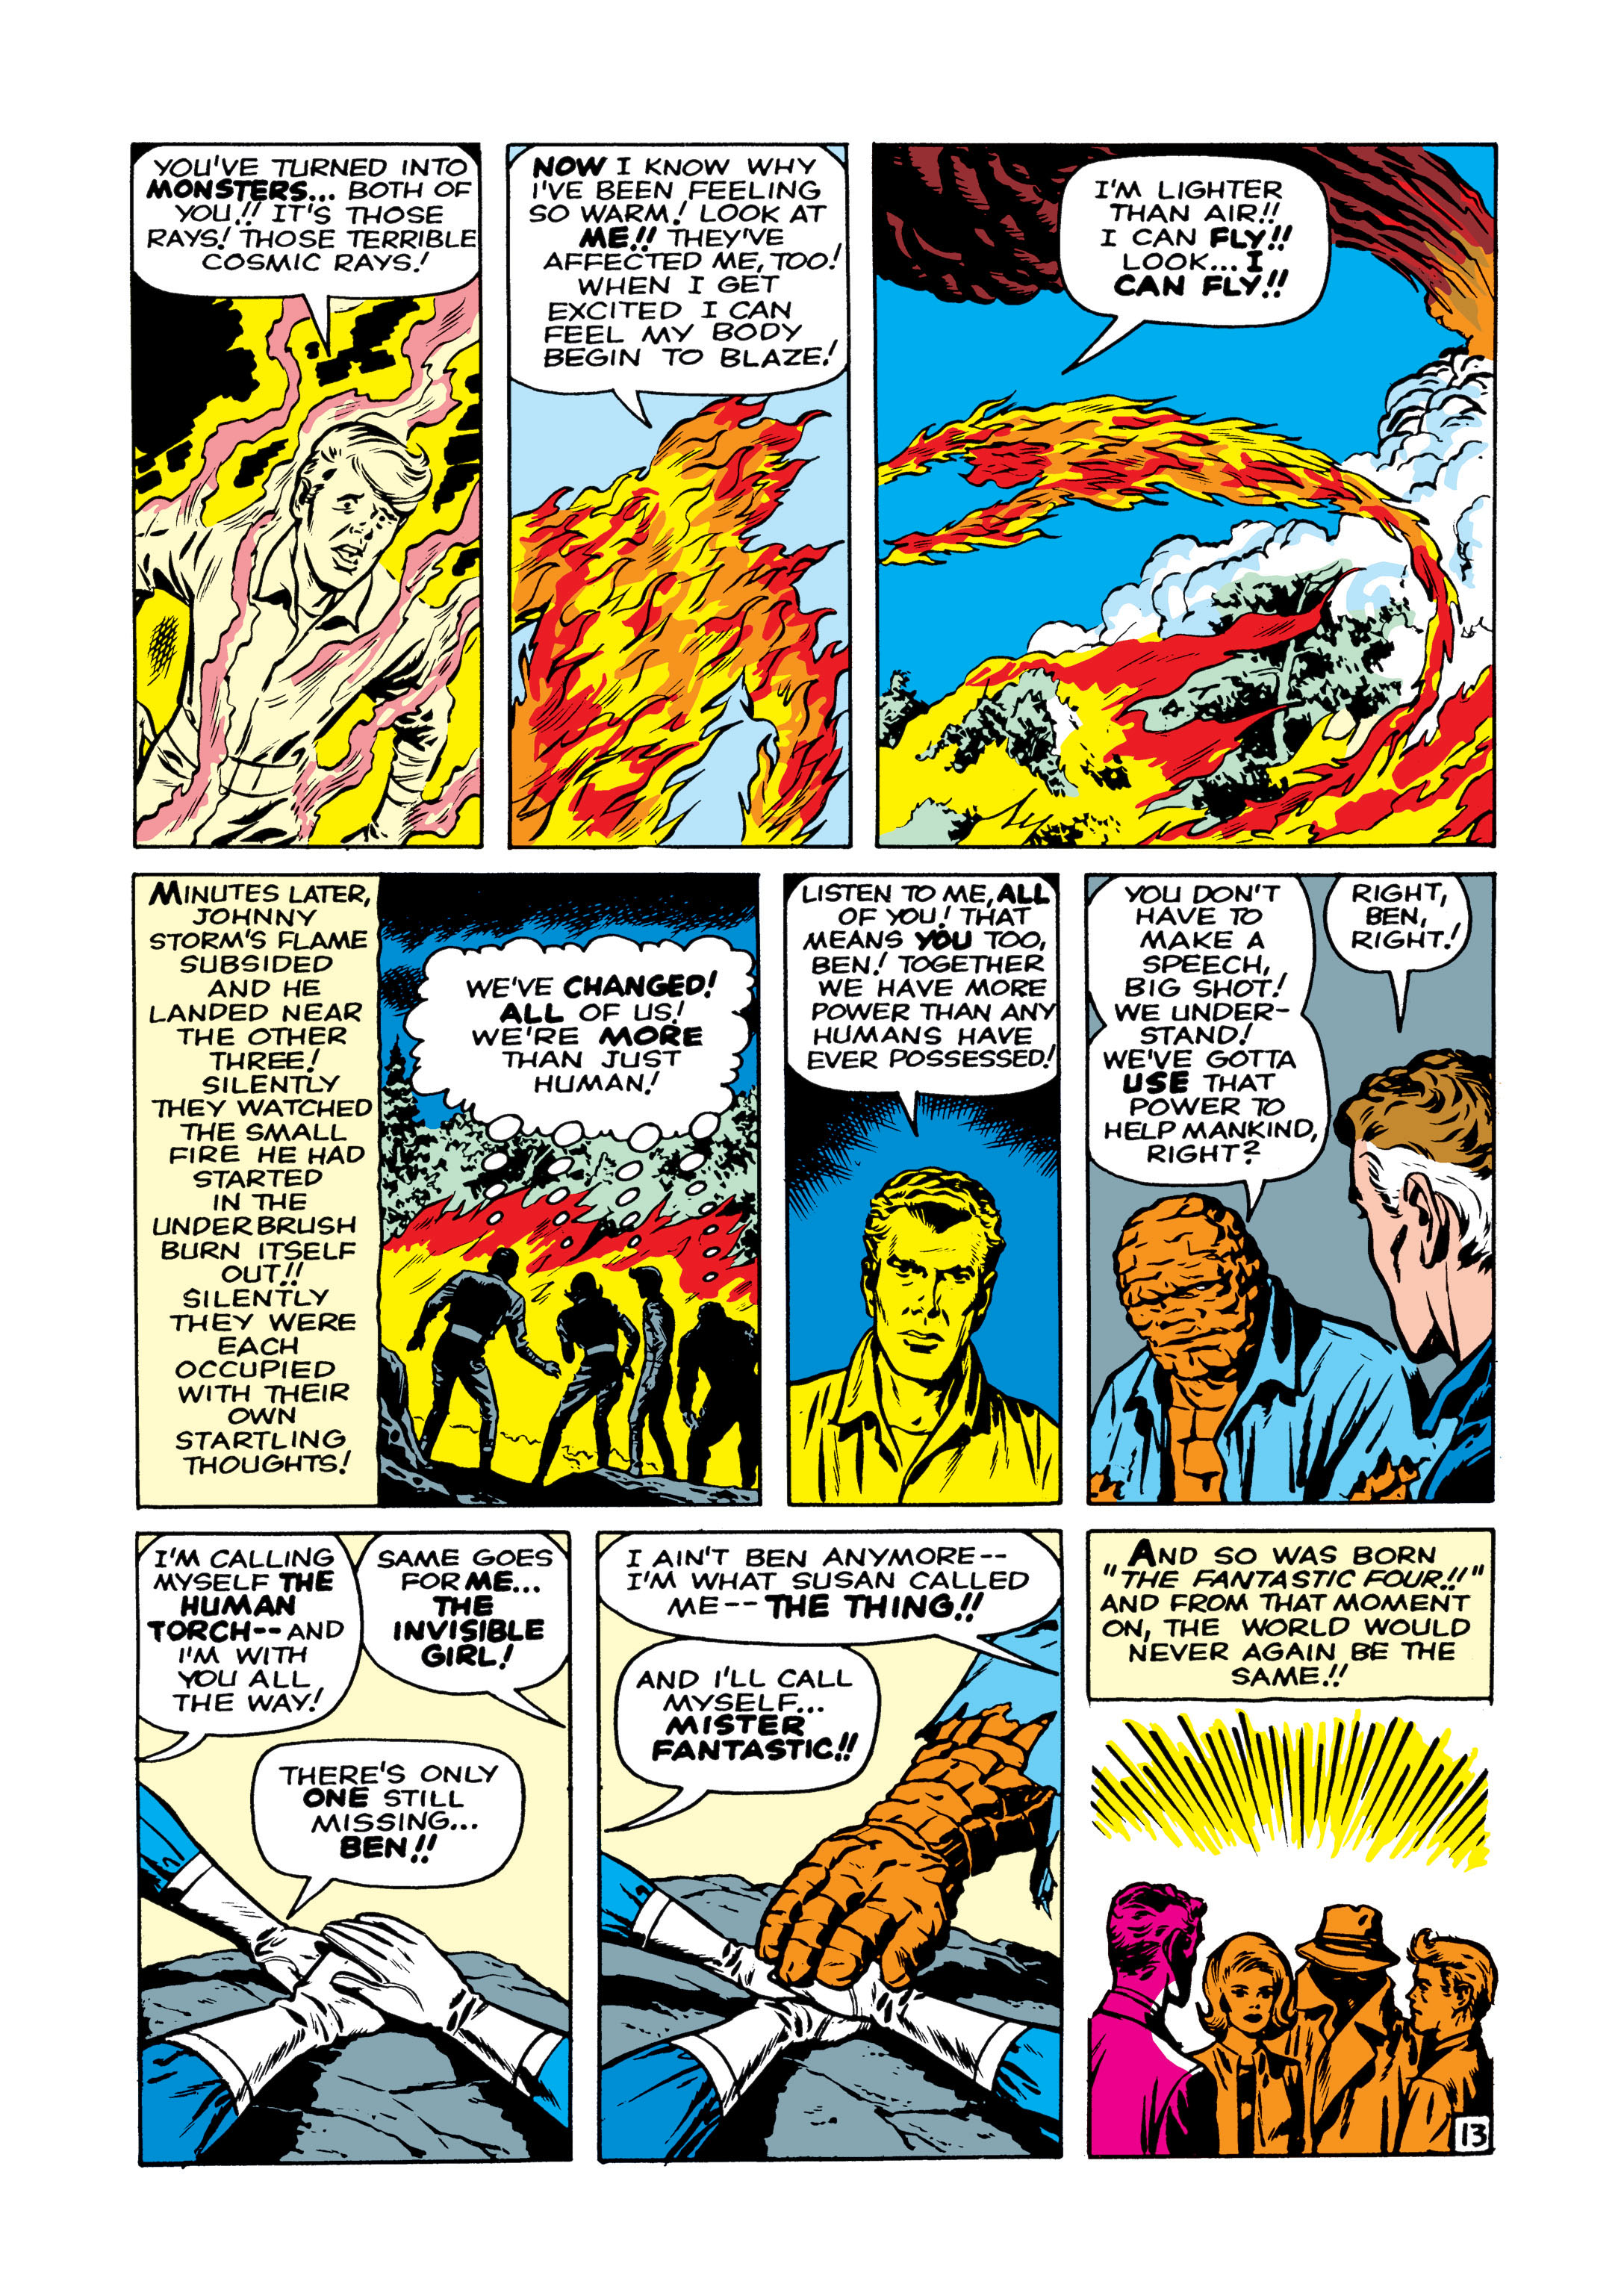 YOU'VE TURNED INTO
MONSTERS... BOTH OF
YOU!! IT'S THOSE
RAYS! THOSE TERRIBLE
COSMIC RAYS!
NOW I KNOW WHY
I'VE BEEN FEELING
SO WARM! LOOK AT
ME!! THEY'VE
AFFECTED ME, TOO!
WHEN I GET
EXCITED I CAN
FEEL MY BODY
BEGIN TO BLAZE!
I'M LIGHTER
THAN AIR!!
I CAN FLY!!
LOOK... I
CAN FLY!!
MINUTES LATER,
JOHNNY
STORM'S FLAME
SUBSIDED
AND HE
LANDED NEAR
THE OTHER
THREE!
SILENTLY
THEY WATCHED
THE SMALL
FIRE HE HAD
STARTED
IN THE
UNDERBRUSH
BURN ITSELF
OUT!!
SILENTLY
THEY WERE
EACH
OCCUPIED
WITH THEIR
OWN
STARTLING
THOUGHTS!
WE'VE CHANGED!
ALL OF US!
WE'RE MORE
THAN JUST
HUMAN!
LISTEN TO ME, ALL
OF YOU! THAT
MEANS YOU TOO,
BEN! TOGETHER
WE HAVE MORE
POWER THAN ANY
HUMANS HAVE
EVER POSSESSED!
YOU DON'T
HAVE TO
MAKE A
SPEECH,
BIG SHOT!
WE UNDER-
STAND!
WE'VE GOTTA
USE THAT
POWER TO
HELP MANKIND,
RIGHT?
RIGHT,
BEN,
RIGHT!
I'M CALLING
MYSELF THE
HUMAN
TORCH-- AND
I'M WITH
YOU ALL
THE WAY!
SAME GOES
FOR ME...
THE
INVISIBLE
GIRL!
THERE'S ONLY
ONE STILL
MISSING...
BEN!!
I AIN'T BEN ANYMORE--
I'M WHAT SUSAN CALLED
ME-- THE THING!!
AND I'LL CALL
MYSELF...
MISTER
FANTASTIC!!
AND SO WAS BORN
"THE FANTASTIC FOUR!!"
AND FROM THAT MOMENT
ON, THE WORLD WOULD
NEVER AGAIN BE THE
SAME!!
13